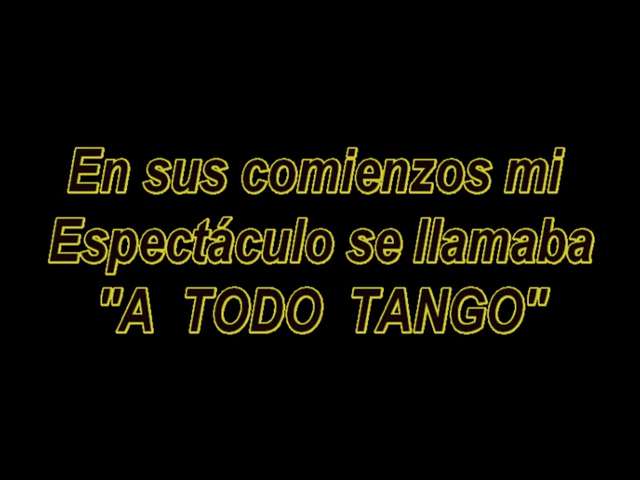 En sus comienzos mi
Espectáculo se llamaba
"A TODO TANGO"